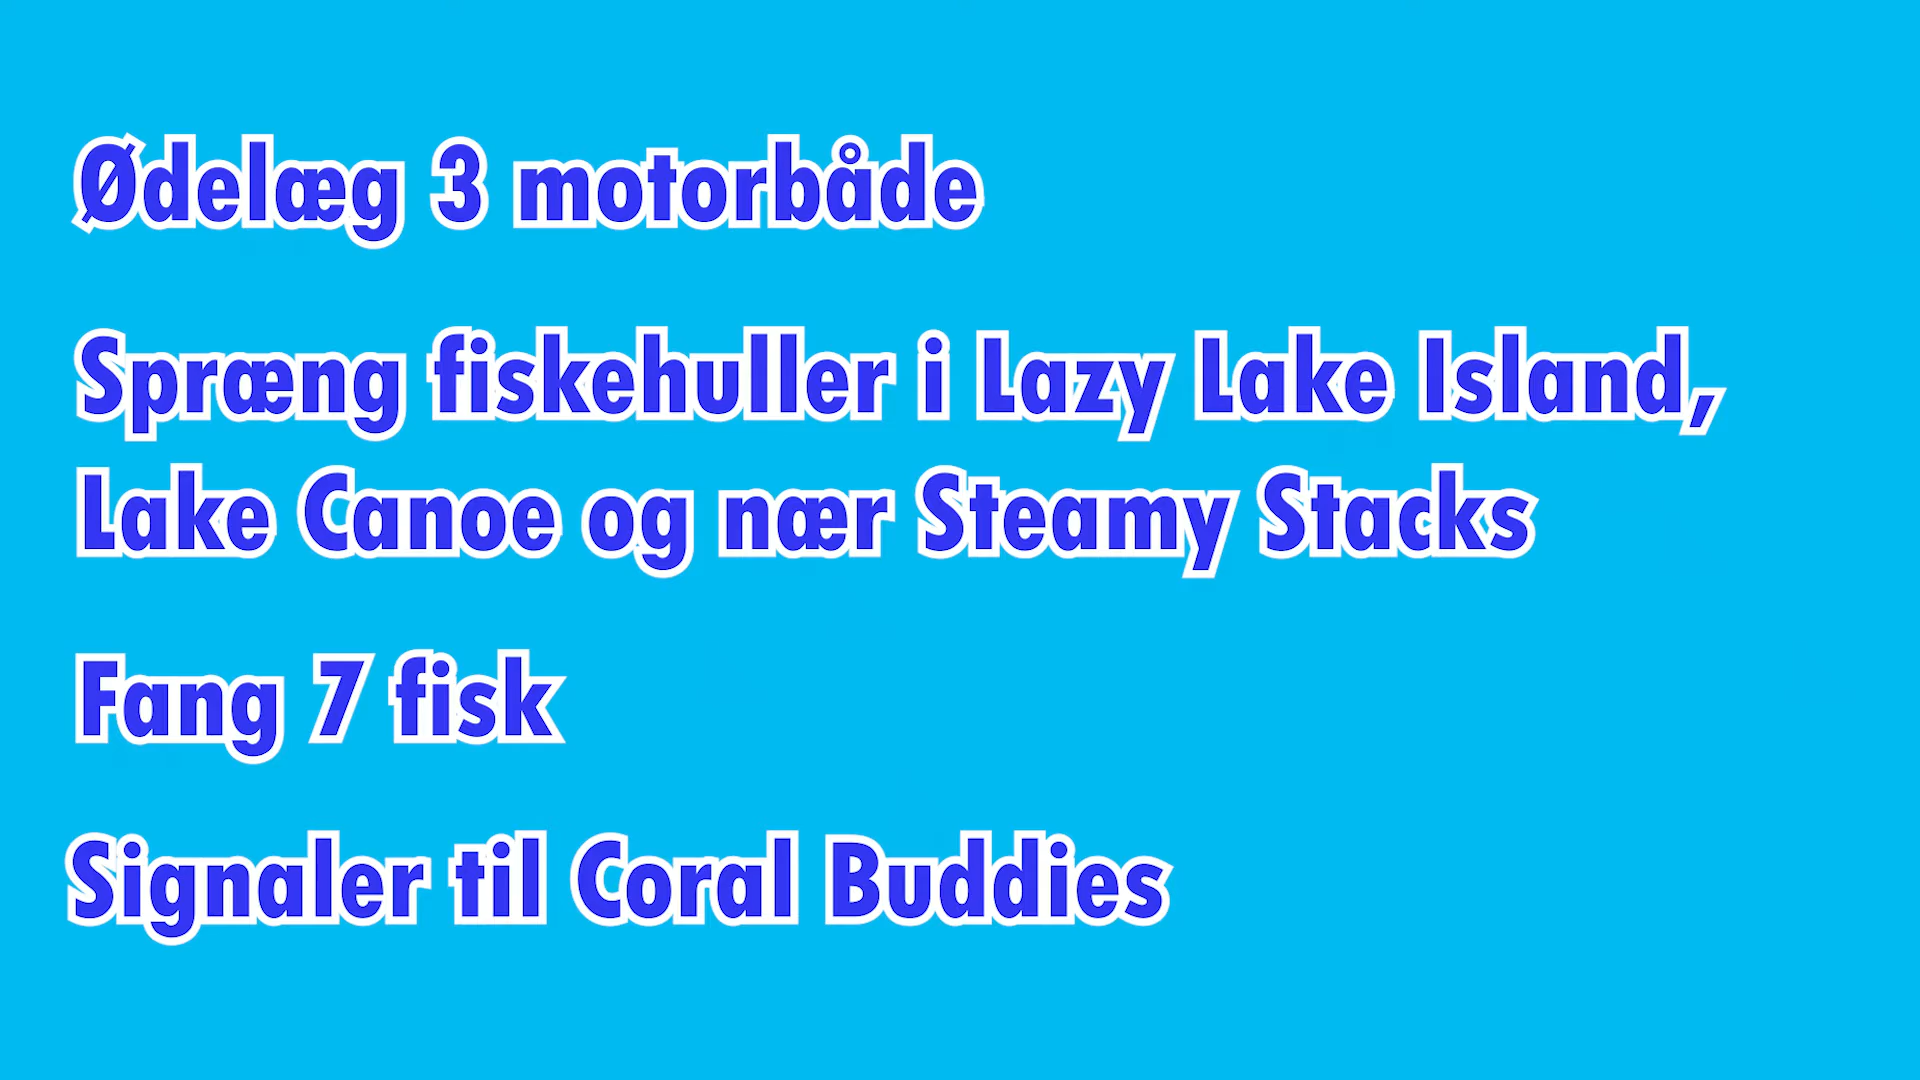 Ødelæg 3 motorbåde
Spræng fiskehuller i Lazy Lake Island,
Lake Canoe og nær Steamy Stacks
Fang 7 fisk
Signaler til Coral Buddies